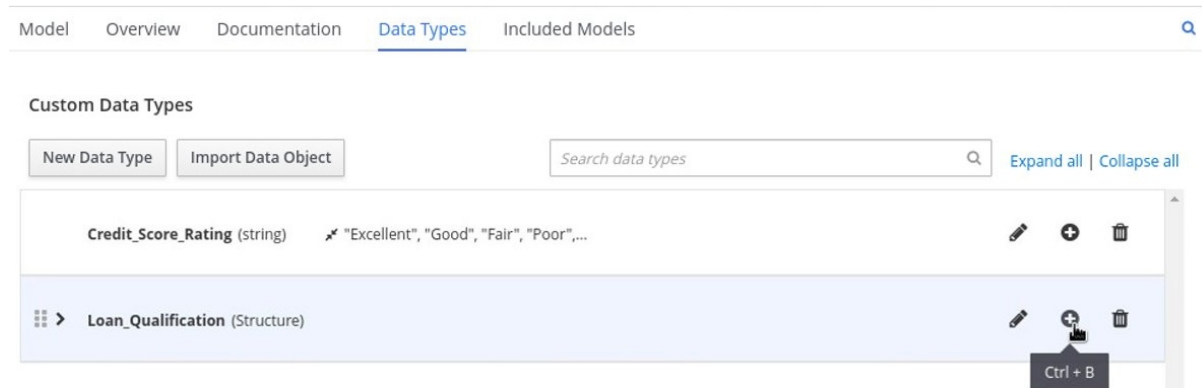 Model Overview Documentation Data Types Included Models
Custom Data Types
New Data Type Import Data Object Search data types Expand all | Collapse all
Credit_Score_Rating (string) "Excellent", "Good", "Fair", "Poor",...
Loan_Qualification (Structure)
Ctrl + B